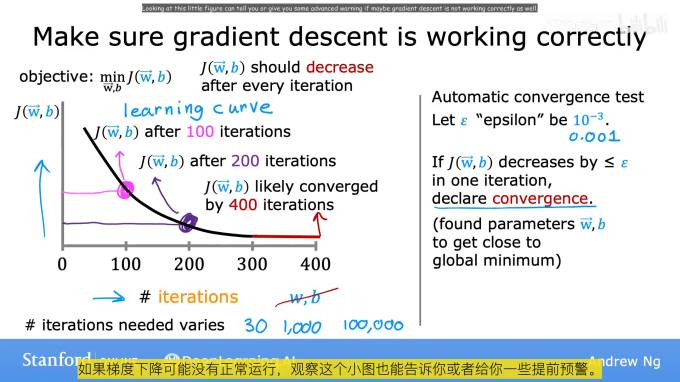 Looking at this little figure can tell you or give you some advanced warning if maybe gradient descent is not working correctly as well.
Make sure gradient descent is working correctly
objective: min J(w⃗, b)
w⃗,b
J(w⃗, b) should decrease
after every iteration
J(w⃗, b)
learning curve
J(w⃗, b) after 100 iterations
J(w⃗, b) after 200 iterations
J(w⃗, b) likely converged
by 400 iterations
0 100 200 300 400
# iterations
w, b
# iterations needed varies 30 1,000 100,000
Automatic convergence test
Let ε “epsilon” be 10⁻³.
0.001
If J(w⃗, b) decreases by ≤ ε
in one iteration,
declare convergence.
(found parameters w⃗, b
to get close to
global minimum)
Stanford
Andrew Ng
如果梯度下降可能没有正常运行，观察这个小图也能告诉你或者给你一些提前预警。